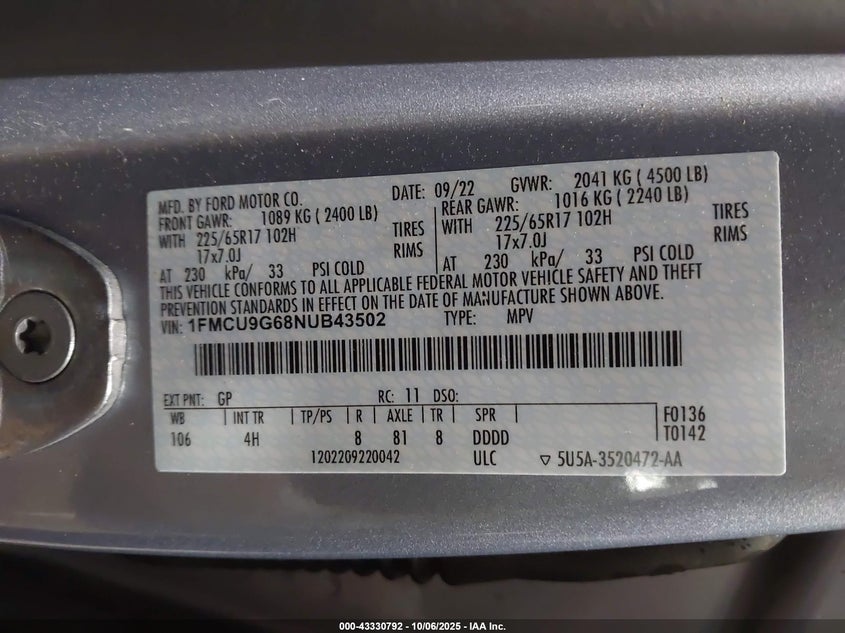 MFD. BY FORD MOTOR CO. DATE: 09/22 GVWR: 2041 KG ( 4500 LB)
FRONT GAWR: 1089 KG ( 2400 LB) REAR GAWR: 1016 KG ( 2240 LB)
WITH 225/65R17 102H TIRES WITH 225/65R17 102H TIRES
17x7.0J RIMS 17x7.0J RIMS
AT 230 kPa/ 33 PSI COLD AT 230 kPa/ 33 PSI COLD
THIS VEHICLE CONFORMS TO ALL APPLICABLE FEDERAL MOTOR VEHICLE SAFETY AND THEFT
PREVENTION STANDARDS IN EFFECT ON THE DATE OF MANUFACTURE SHOWN ABOVE.
VIN: 1FMCU9G68NUB43502 TYPE: MPV
EXT PNT: GP RC: 11 DSO:
WB INT TR TP/PS R AXLE TR SPR F0136
106 4H 8 81 8 DDDD T0142
1202209220042 ULC ▽ 5U5A-3520472-AA
000-43330792 - 10/06/2025 - IAA Inc.